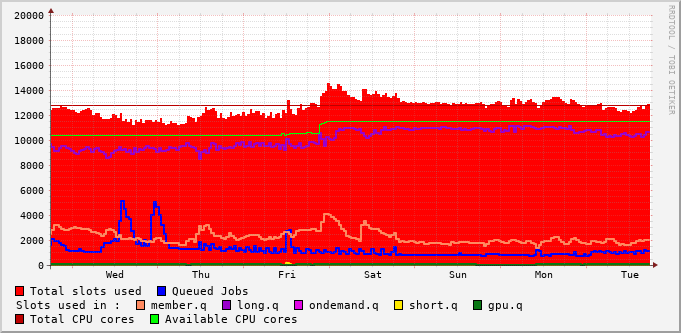 20000
18000
16000
14000
12000
10000
8000
6000
4000
2000
0
Wed Thu Fri Sat Sun Mon Tue
RRDTOOL / TOBI OETIKER
Total slots used Queued Jobs
Slots used in : member.q long.q ondemand.q short.q gpu.q
Total CPU cores Available CPU cores